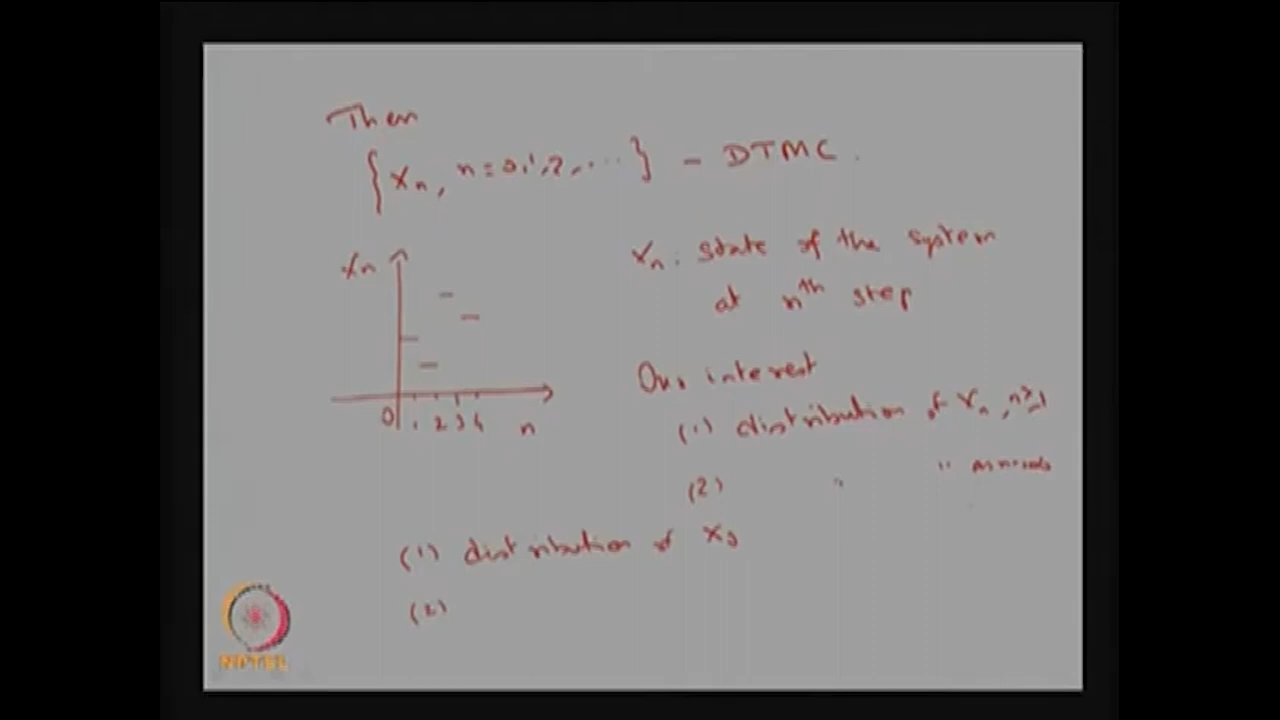 Then
{Xn, n=0,1,2,...} - DTMC.
Xn
0 1 2 3 4 n
Xn: state of the system
at nth step
Our interest
(1) distribution of Xn, n≥1
(2) " " as n→∞
(1) distribution of X0
(2)
NPTEL